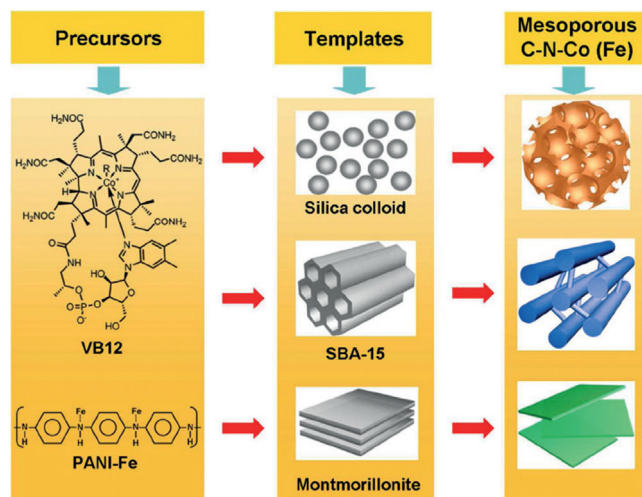 Precursors
Templates
Mesoporous
C-N-Co (Fe)
H₂NOC
CONH₂
H₂NOC
CONH₂
R
N
N
Co⁺
N
N
H₂NOC
CONH₂
O
HN
N
N
HO
O
O
O=P-O
O⁻
HO
VB12
Fe
Fe
N
H
N
H
N
H
N
H
PANI-Fe
Silica colloid
SBA-15
Montmorillonite